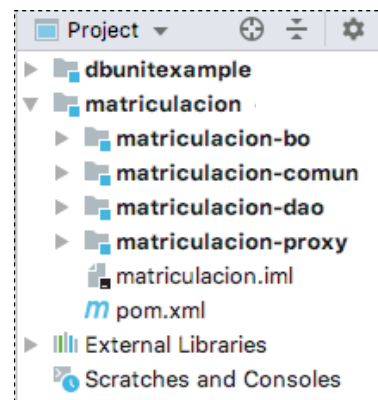 Project
dbunitexample
matriculacion
matriculacion-bo
matriculacion-comun
matriculacion-dao
matriculacion-proxy
matriculacion.iml
pom.xml
External Libraries
Scratches and Consoles